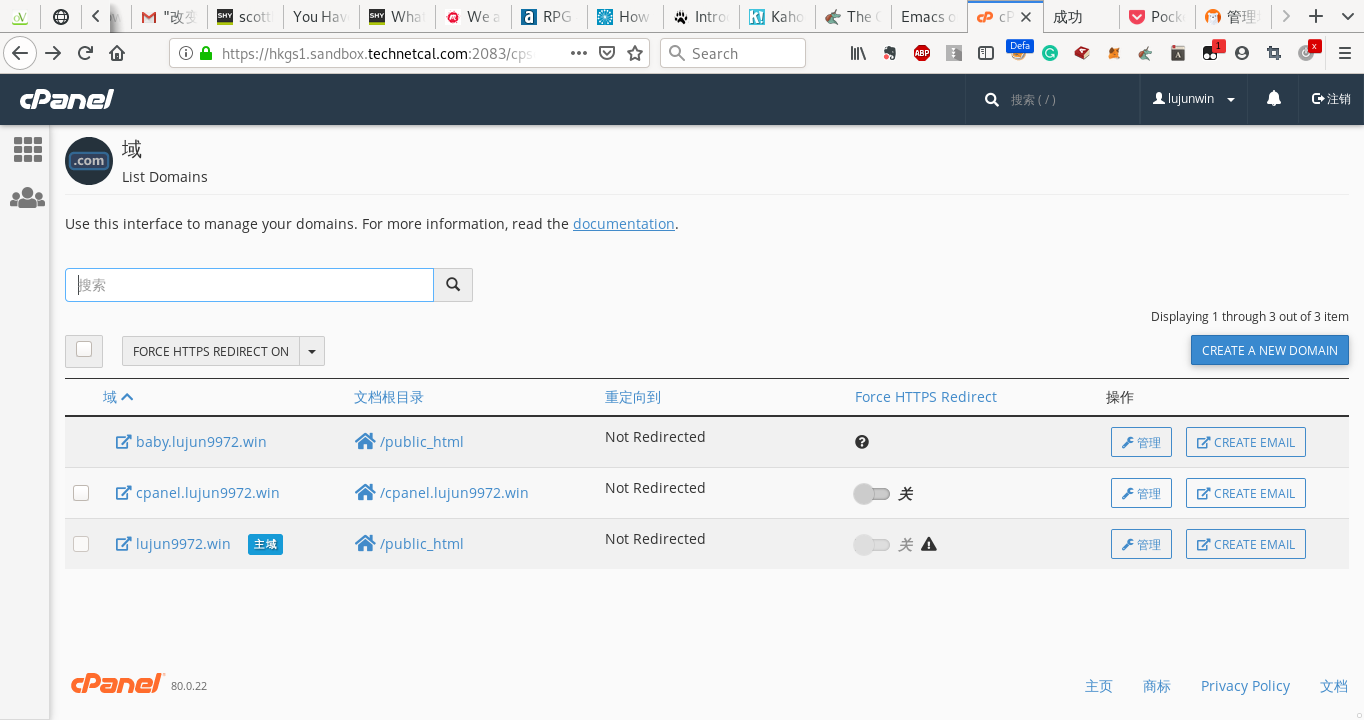 "改变 scott You Hav What We a RPG How Intro Kaho The Emacs o cP 成功 Pock 管理
https://hkgs1.sandbox.technetcal.com:2083/cps Search Defa ABP 1 x
cPanel 搜索 ( / ) lujunwin 注销
.com 域
List Domains
Use this interface to manage your domains. For more information, read the documentation.
搜索
Displaying 1 through 3 out of 3 item
FORCE HTTPS REDIRECT ON CREATE A NEW DOMAIN
域 文档根目录 重定向到 Force HTTPS Redirect 操作
baby.lujun9972.win /public_html Not Redirected 管理 CREATE EMAIL
cpanel.lujun9972.win /cpanel.lujun9972.win Not Redirected 关 管理 CREATE EMAIL
lujun9972.win 主域 /public_html Not Redirected 关 管理 CREATE EMAIL
cPanel 80.0.22 主页 商标 Privacy Policy 文档